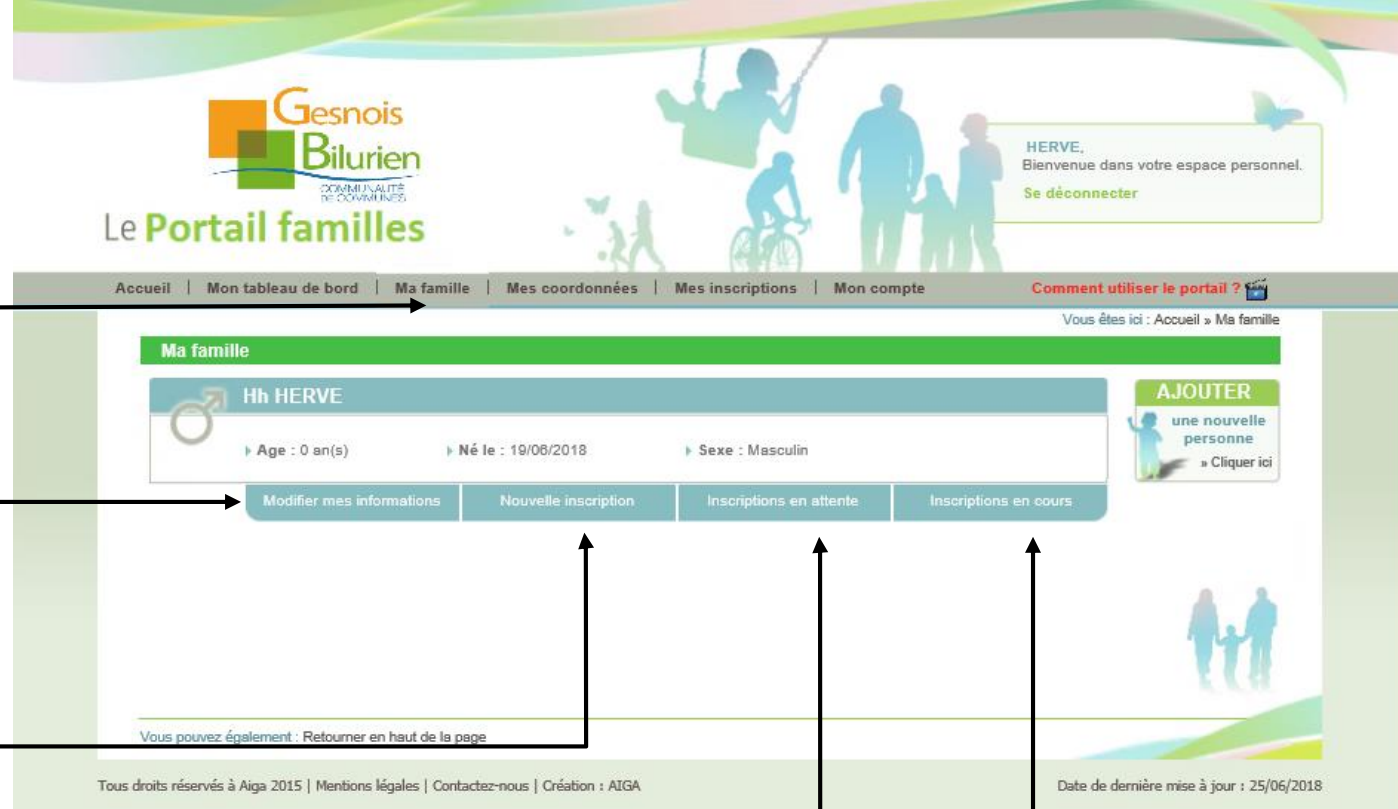 Gesnois
Bilurien
COMMUNAUTÉ
DE COMMUNES
Le Portail familles
HERVE,
Bienvenue dans votre espace personnel.
Se déconnecter
Accueil | Mon tableau de bord | Ma famille | Mes coordonnées | Mes inscriptions | Mon compte
Comment utiliser le portail ?
Vous êtes ici : Accueil » Ma famille
Ma famille
Hh HERVE
Age : 0 an(s)
Né le : 19/06/2018
Sexe : Masculin
AJOUTER
une nouvelle
personne
» Cliquer ici
Modifier mes informations
Nouvelle inscription
Inscriptions en attente
Inscriptions en cours
Vous pouvez également : Retourner en haut de la page
Tous droits réservés à Aiga 2015 | Mentions légales | Contactez-nous | Création : AIGA
Date de dernière mise à jour : 25/06/2018